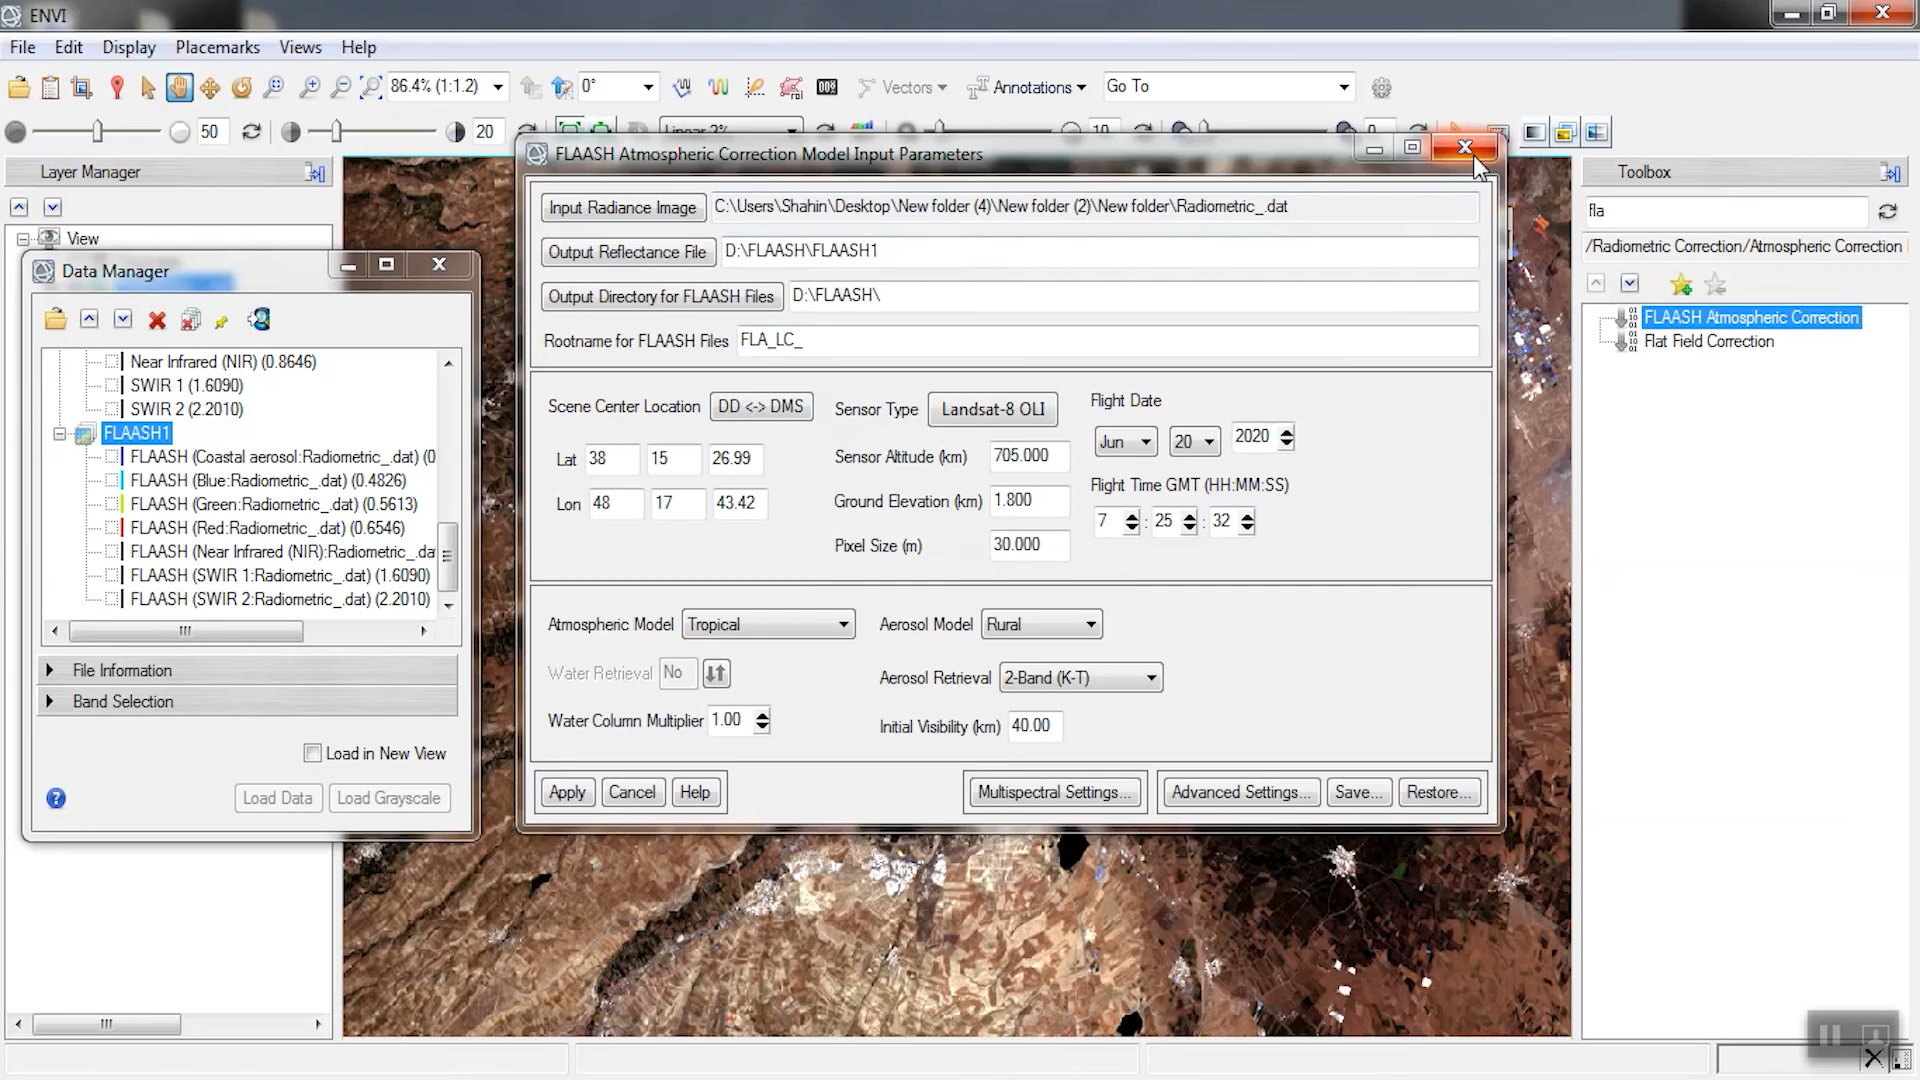 ENVI
File Edit Display Placemarks Views Help
86.4% (1:1.2) 0° Vectors Annotations Go To
50 20 Linear 2% 10 0
Layer Manager
View
Data Manager
Near Infrared (NIR) (0.8646)
SWIR 1 (1.6090)
SWIR 2 (2.2010)
FLAASH1
FLAASH (Coastal aerosol:Radiometric_.dat) (0
FLAASH (Blue:Radiometric_.dat) (0.4826)
FLAASH (Green:Radiometric_.dat) (0.5613)
FLAASH (Red:Radiometric_.dat) (0.6546)
FLAASH (Near Infrared (NIR):Radiometric_.da
FLAASH (SWIR 1:Radiometric_.dat) (1.6090)
FLAASH (SWIR 2:Radiometric_.dat) (2.2010)
File Information
Band Selection
Load in New View
Load Data Load Grayscale
FLAASH Atmospheric Correction Model Input Parameters
Input Radiance Image C:\Users\Shahin\Desktop\New folder (4)\New folder (2)\New folder\Radiometric_.dat
Output Reflectance File D:\FLAASH\FLAASH1
Output Directory for FLAASH Files D:\FLAASH\
Rootname for FLAASH Files FLA_LC_
Scene Center Location DD <-> DMS
Lat 38 15 26.99
Lon 48 17 43.42
Sensor Type Landsat-8 OLI
Sensor Altitude (km) 705.000
Ground Elevation (km) 1.800
Pixel Size (m) 30.000
Flight Date
Jun 20 2020
Flight Time GMT (HH:MM:SS)
7 : 25 : 32
Atmospheric Model Tropical
Water Retrieval No
Water Column Multiplier 1.00
Aerosol Model Rural
Aerosol Retrieval 2-Band (K-T)
Initial Visibility (km) 40.00
Apply Cancel Help Multispectral Settings... Advanced Settings... Save... Restore...
Toolbox
fla
/Radiometric Correction/Atmospheric Correction
FLAASH Atmospheric Correction
Flat Field Correction